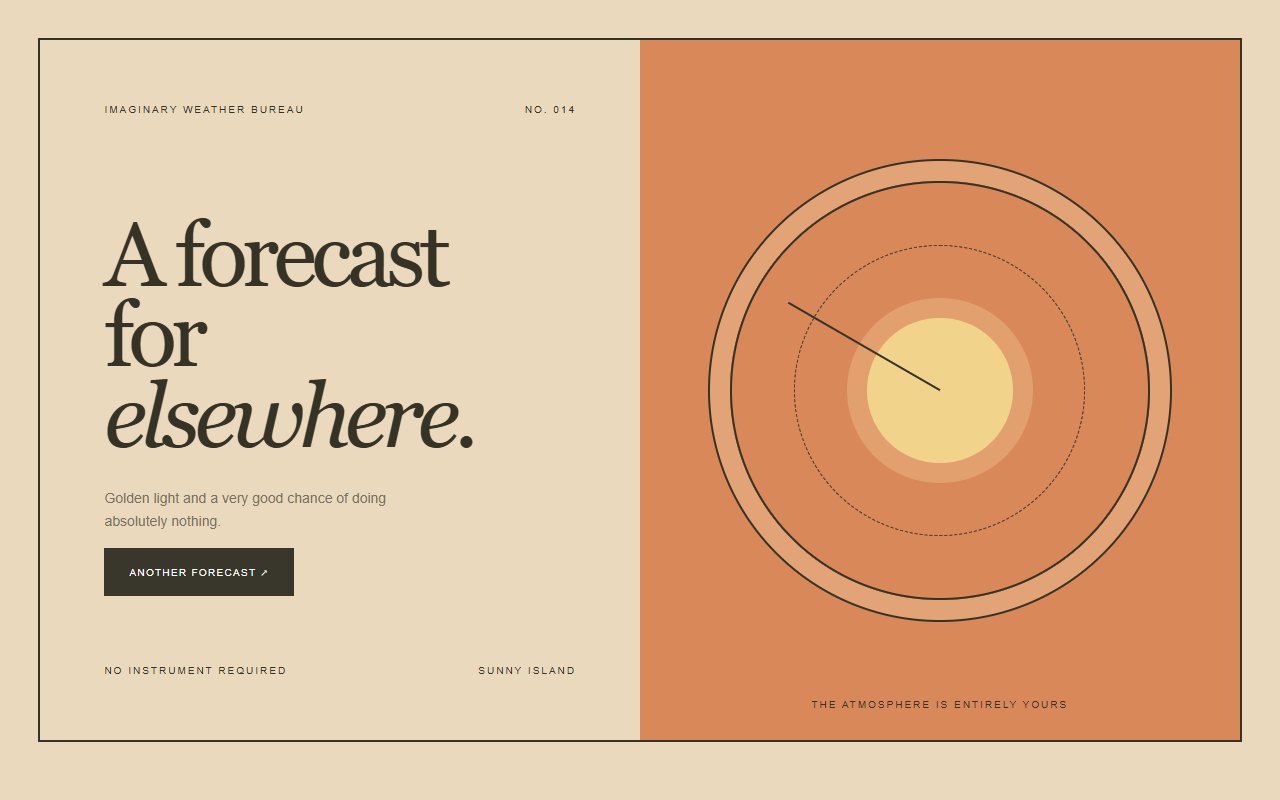 IMAGINARY WEATHER BUREAU
NO. 014
A forecast
for
elsewhere.
Golden light and a very good chance of doing
absolutely nothing.
ANOTHER FORECAST ↗
NO INSTRUMENT REQUIRED
SUNNY ISLAND
THE ATMOSPHERE IS ENTIRELY YOURS